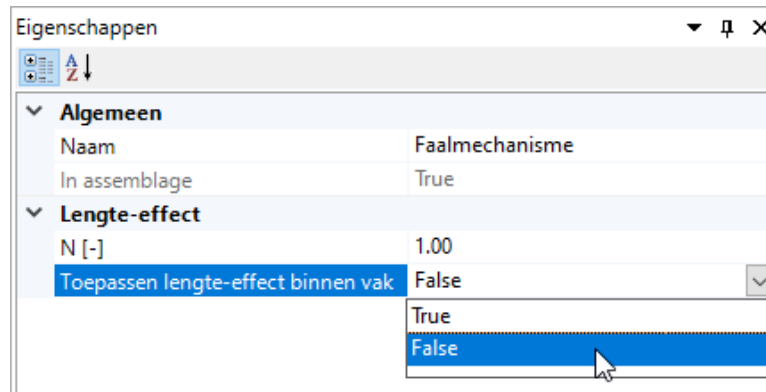 Eigenschappen
A
Z
Algemeen
Naam Faalmechanisme
In assemblage True
Lengte-effect
N [-] 1.00
Toepassen lengte-effect binnen vak False
True
False